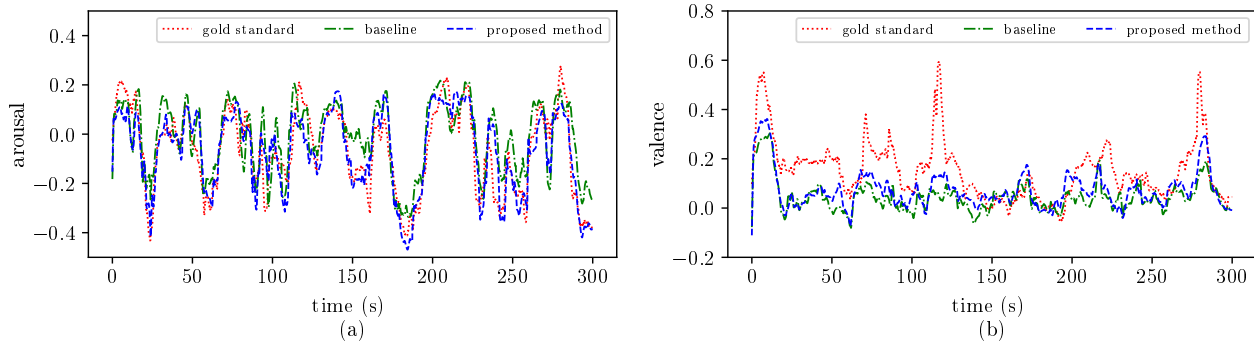 0.4
0.2
0.0
−0.2
−0.4
arousal
gold standard baseline proposed method
0 50 100 150 200 250 300
time (s)
(a)
0.8
0.6
0.4
0.2
0.0
−0.2
valence
gold standard baseline proposed method
0 50 100 150 200 250 300
time (s)
(b)